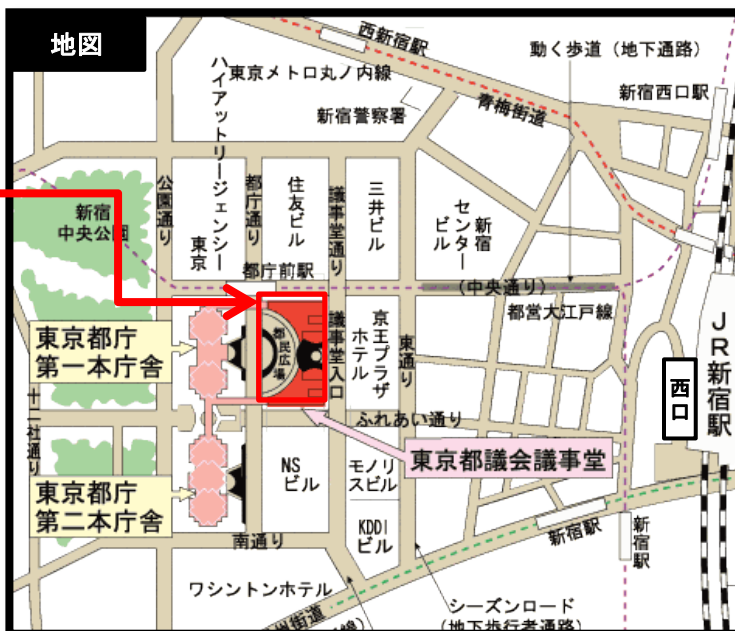 地図
西新宿駅
動く歩道（地下通路）
東京メトロ丸ノ内線
新宿西口駅
新宿警察署
青梅街道
ハイアットリージェンシー
東京
公園通り
都庁通り
住友ビル
議事堂通り
三井ビル
新宿
センター
ビル
新宿
中央公園
都庁前駅
（中央通り）
都営大江戸線
東京都庁
第一本庁舎
都民広場
議事堂入口
京王プラザ
ホテル
東通り
JR新宿駅
西口
十二社通り
ふれあい通り
東京都議会議事堂
NS
ビル
モノリ
スビル
東京都庁
第二本庁舎
KDDI
ビル
南通り
新宿駅
新宿駅
ワシントンホテル
シーズンロード
（地下歩行者通路）
州街道
線）